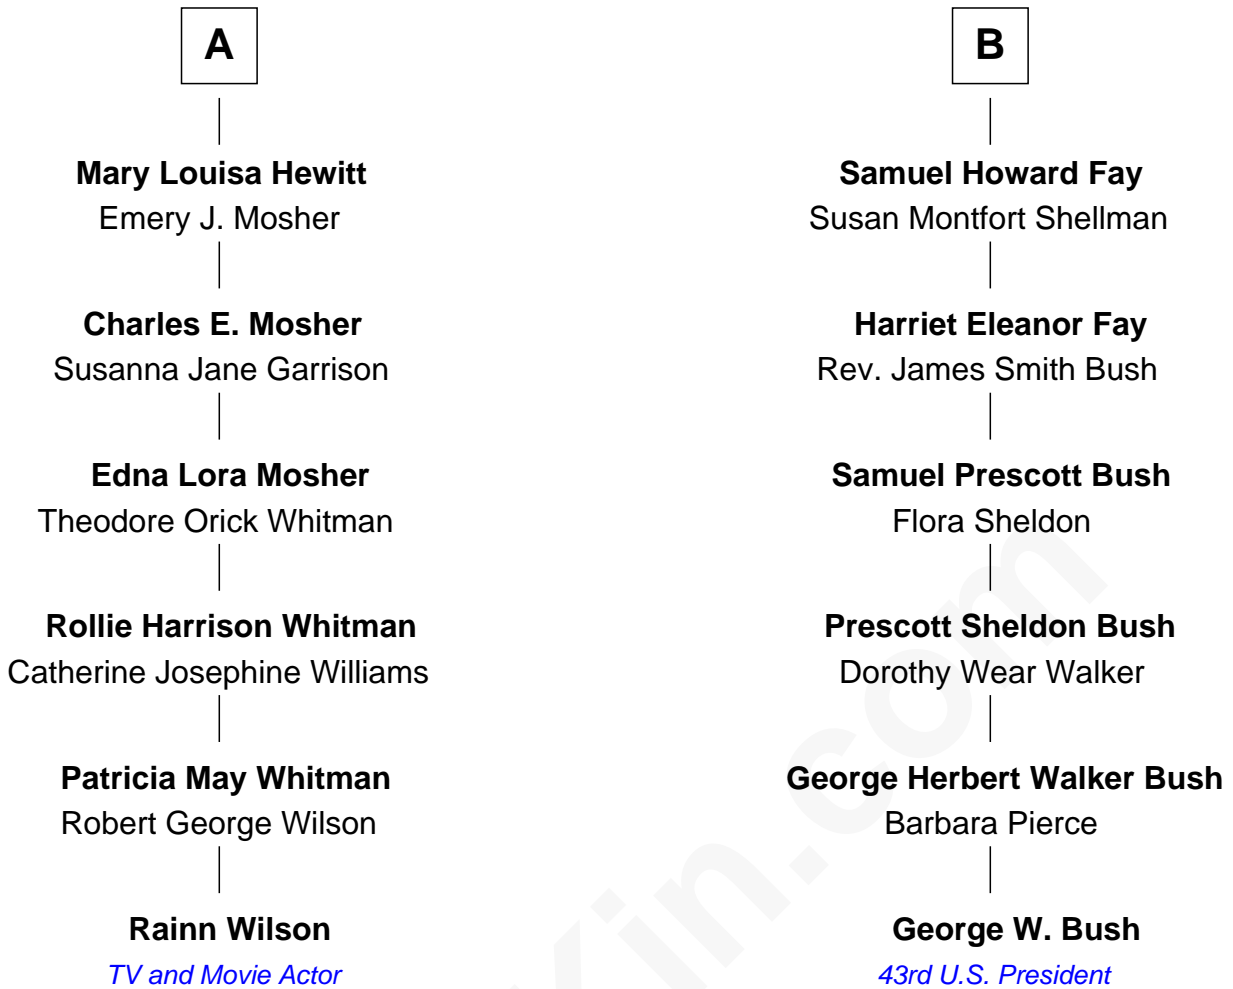 A
Mary Louisa Hewitt
Emery J. Mosher
Charles E. Mosher
Susanna Jane Garrison
Edna Lora Mosher
Theodore Orick Whitman
Rollie Harrison Whitman
Catherine Josephine Williams
Patricia May Whitman
Robert George Wilson
Rainn Wilson
TV and Movie Actor
B
Samuel Howard Fay
Susan Montfort Shellman
Harriet Eleanor Fay
Rev. James Smith Bush
Samuel Prescott Bush
Flora Sheldon
Prescott Sheldon Bush
Dorothy Wear Walker
George Herbert Walker Bush
Barbara Pierce
George W. Bush
43rd U.S. President
Kin.com